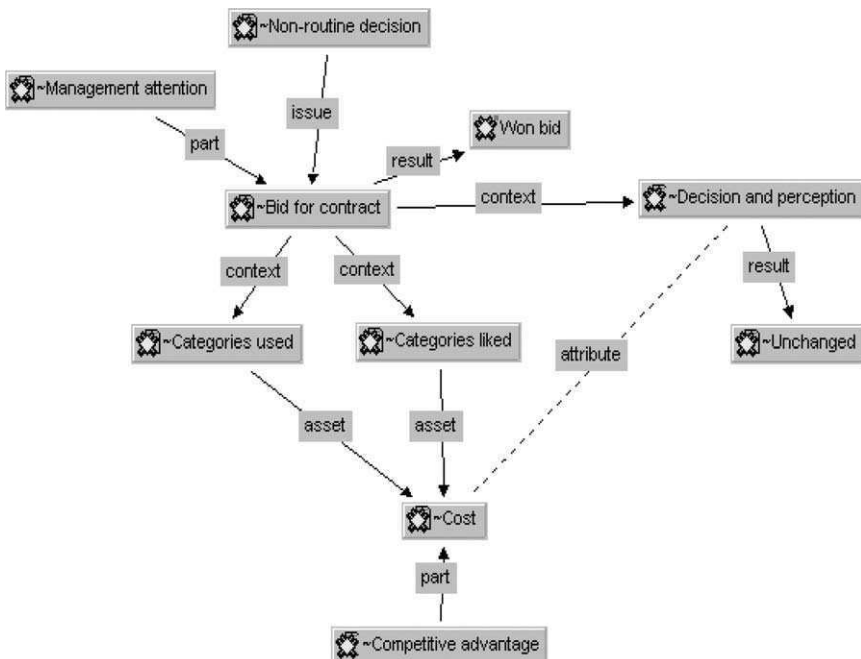 ~Non-routine decision
~Management attention
issue
part
Won bid
result
~Bid for contract
context
~Decision and perception
context
context
result
~Categories used
~Categories liked
attribute
~Unchanged
asset
asset
~Cost
part
~Competitive advantage